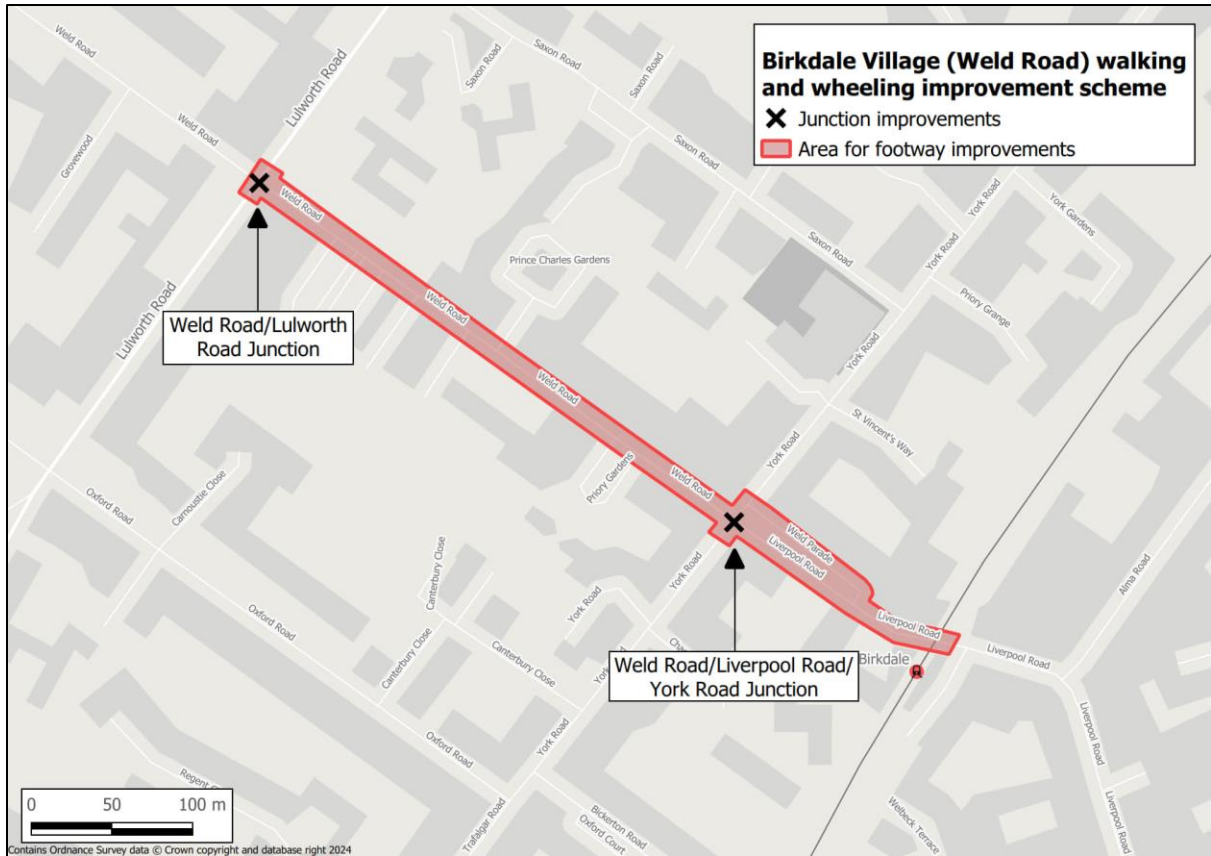 Birkdale Village (Weld Road) walking
and wheeling improvement scheme
Junction improvements
Area for footway improvements
Weld Road
Lulworth Road
Saxon Road
Saxon Road
Saxon Road
Grovewood
Weld Road
Saxon Road
York Road
York Gardens
Weld Road
Prince Charles Gardens
Saxon Road
York Road
Lulworth Road
Weld Road
Priory Grange
Weld Road/Lulworth
Road Junction
York Road
Weld Road
St Vincent's Way
York Road
Priory Gardens
Weld Road
Carnoustie Close
Oxford Road
Weld Parade
Liverpool Road
Canterbury Close
York Road
Alma Road
York Road
Oxford Road
Liverpool Road
Liverpool Road
Birkdale
Canterbury Close
Canterbury Close
Weld Road/Liverpool Road/
York Road Junction
York Road
Oxford Road
Liverpool Road
Trafalgar Road
Bickerton Road
Oxford Court
Welbeck Terrace
Liverpool Road
0 50 100 m
Contains Ordnance Survey data © Crown copyright and database right 2024